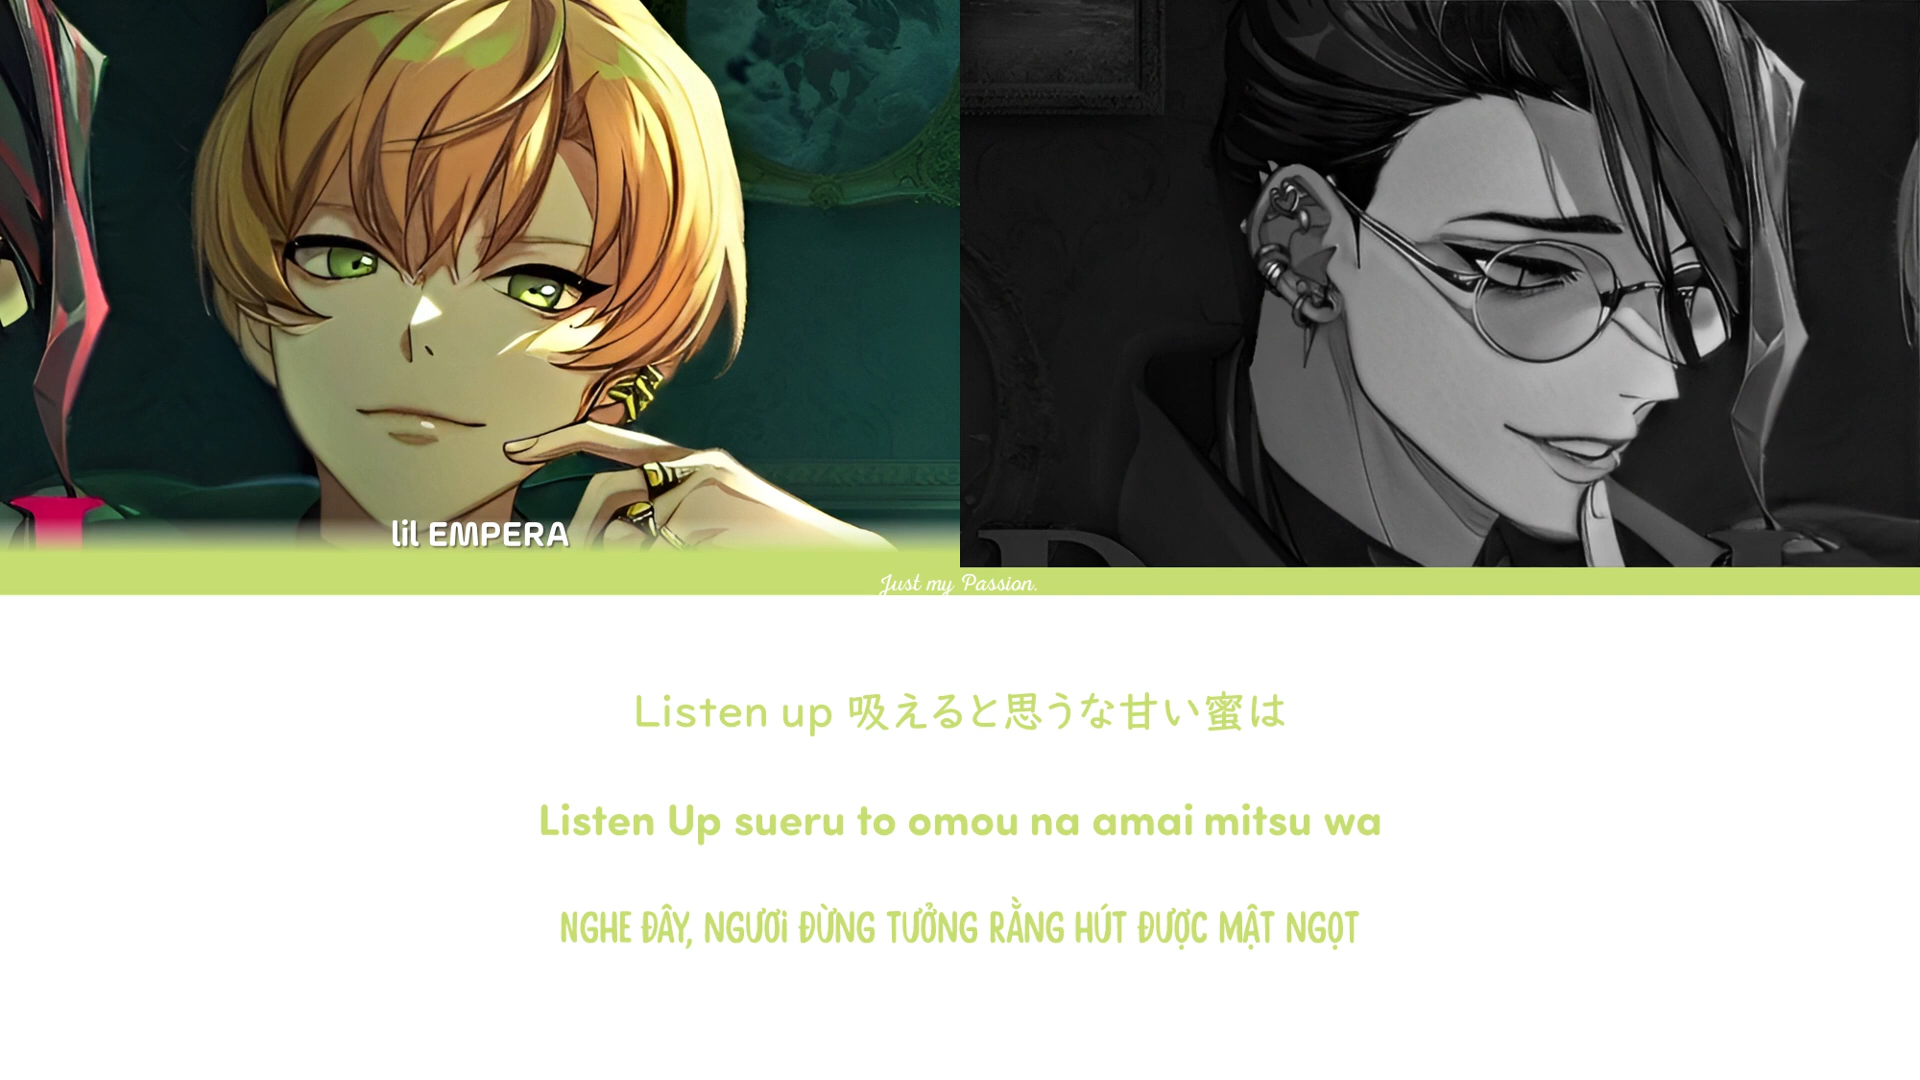 lil EMPERA
Just my Passion.
Listen up 吸えると思うな甘い蜜は
Listen Up sueru to omou na amai mitsu wa
NGHE ĐÂY, NGƯƠi ĐỪNG TƯỞNG RẰNG HÚT ĐƯỢC MẬT NGỌT